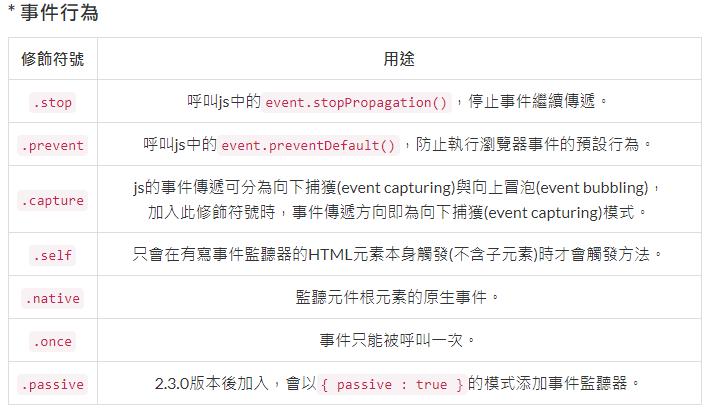 * 事件行為
修飾符號 用途
.stop 呼叫js中的event.stopPropagation()，停止事件繼續傳遞。
.prevent 呼叫js中的event.preventDefault()，防止執行瀏覽器事件的預設行為。
.capture js的事件傳遞可分為向下捕獲(event capturing)與向上冒泡(event bubbling)，
加入此修飾符號時，事件傳遞方向即為向下捕獲(event capturing)模式。
.self 只會在有寫事件監聽器的HTML元素本身觸發(不含子元素)時才會觸發方法。
.native 監聽元件根元素的原生事件。
.once 事件只能被呼叫一次。
.passive 2.3.0版本後加入，會以{ passive : true }的模式添加事件監聽器。